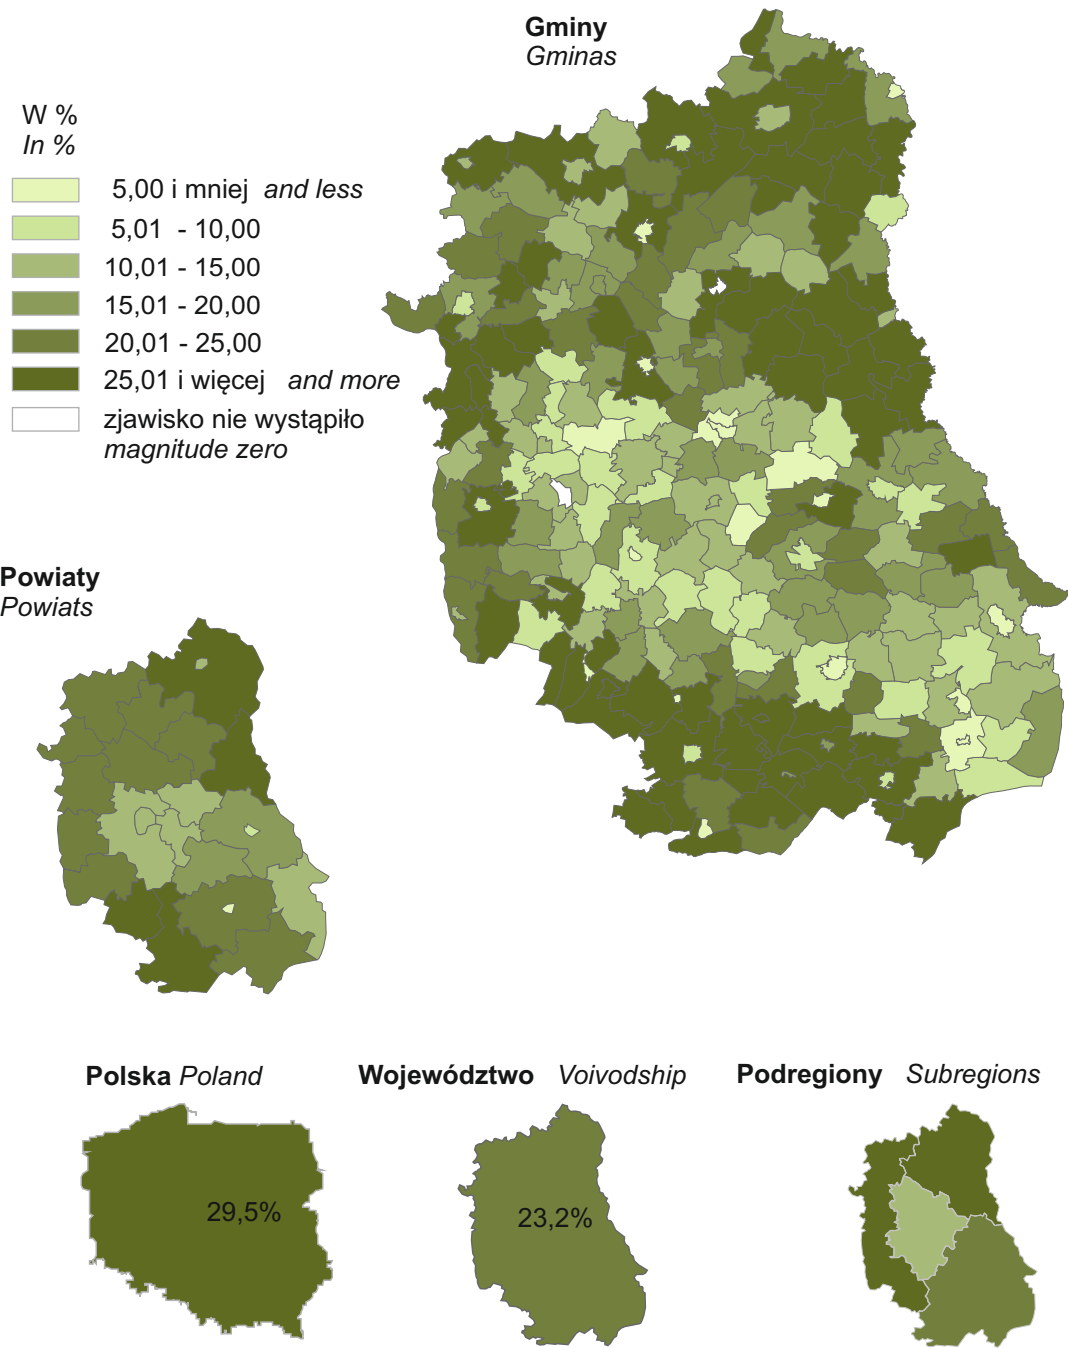 Gminy
Gminas
W %
In %
5,00 i mniej and less
5,01 - 10,00
10,01 - 15,00
15,01 - 20,00
20,01 - 25,00
25,01 i więcej and more
zjawisko nie wystąpiło
magnitude zero
Powiaty
Powiats
Polska Poland
29,5%
Województwo Voivodship
23,2%
Podregiony Subregions